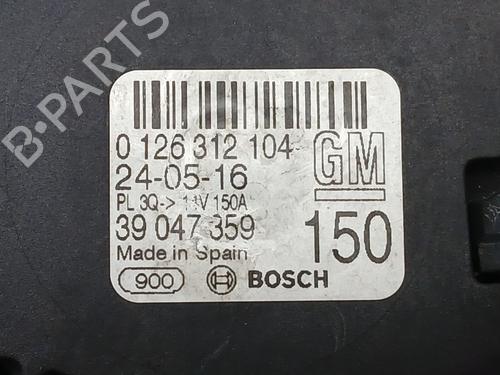 B-PARTS
0 126 312 104
GM
24-05-16
PL 3Q-> 14V 150A
39 047 359
150
Made in Spain
900
BOSCH